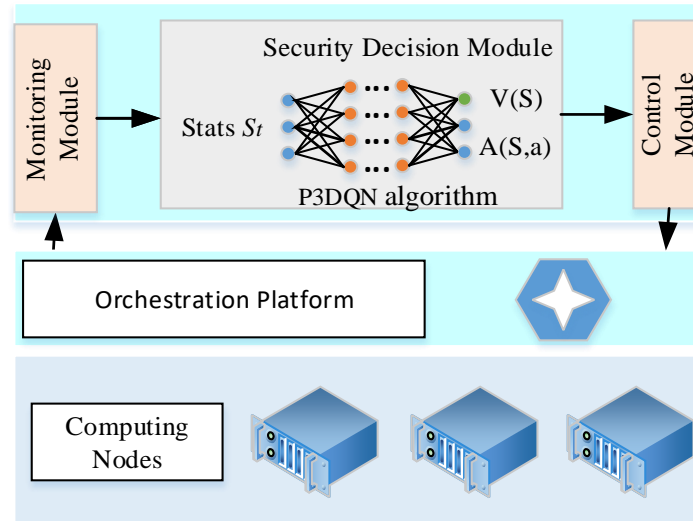 Monitoring
Module
Security Decision Module
Stats St
V(S)
A(S,a)
P3DQN algorithm
Control
Module
Orchestration Platform
Computing
Nodes